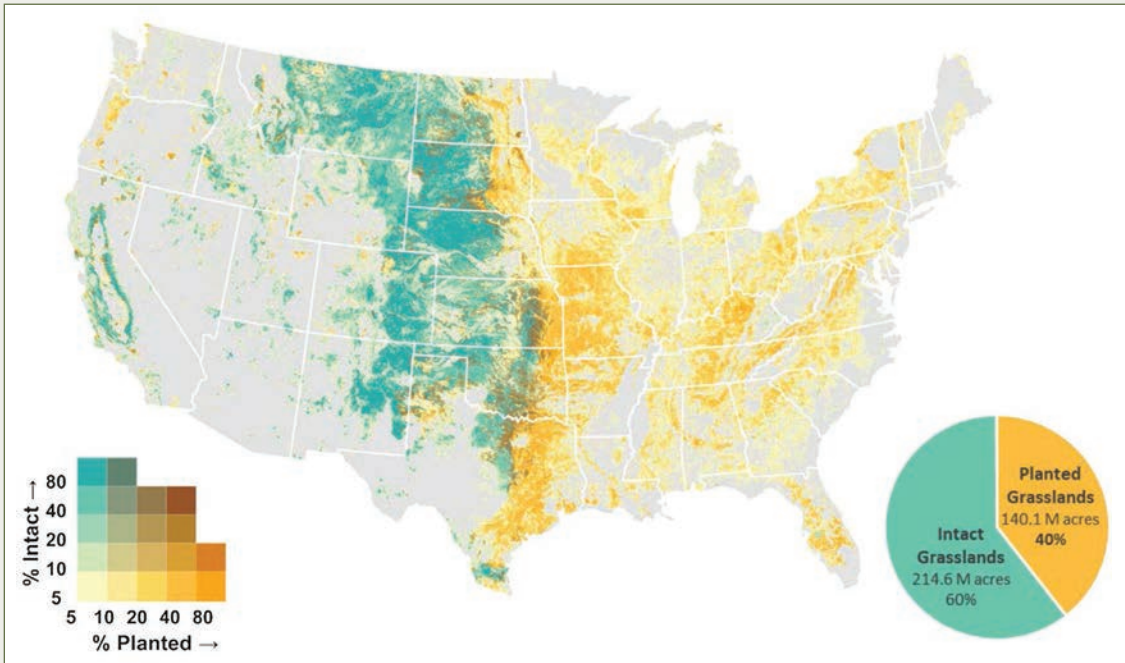 Planted
Grasslands
140.1 M acres
40%
Intact
Grasslands
214.6 M acres
60%
% Intact →
80
40
20
10
5
5 10 20 40 80
% Planted →